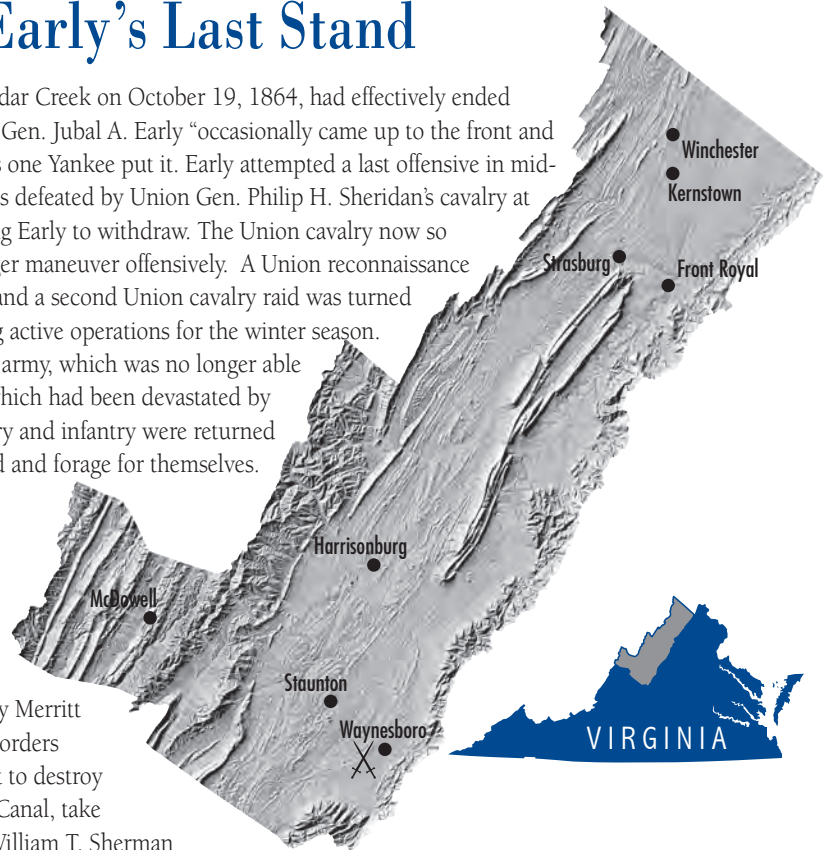 Early’s Last Stand
dar Creek on October 19, 1864, had effectively ended
Gen. Jubal A. Early “occasionally came up to the front and
s one Yankee put it. Early attempted a last offensive in mid-
s defeated by Union Gen. Philip H. Sheridan’s cavalry at
g Early to withdraw. The Union cavalry now so
ger maneuver offensively. A Union reconnaissance
and a second Union cavalry raid was turned
g active operations for the winter season.
army, which was no longer able
which had been devastated by
ry and infantry were returned
d and forage for themselves.
Winchester
Kernstown
Strasburg
Front Royal
Harrisonburg
McDowell
Staunton
Waynesboro
VIRGINIA
y Merritt
orders
t to destroy
Canal, take
William T. Sherman